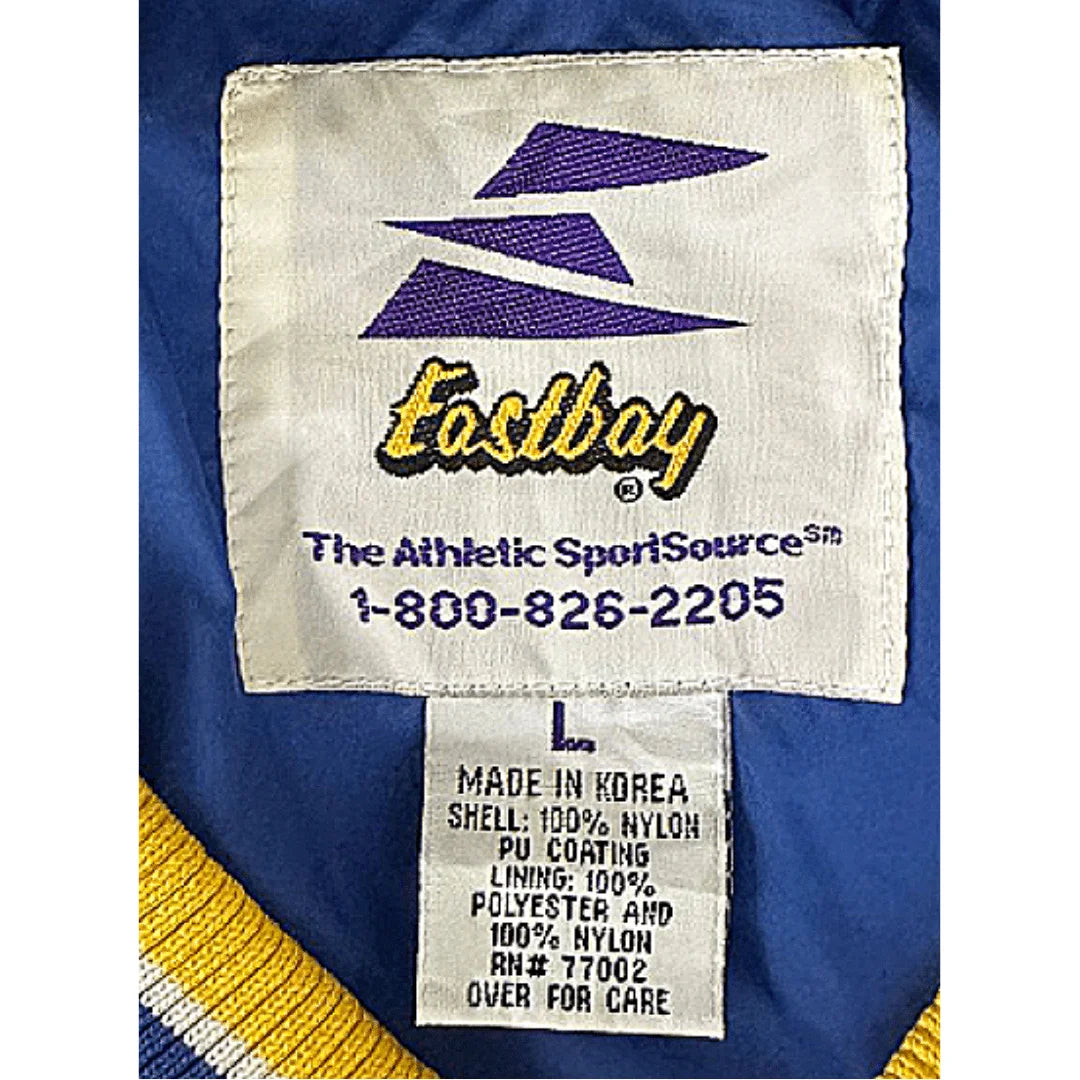 Eastbay
®
The Athletic SportSource℠
1-800-826-2205
L
MADE IN KOREA
SHELL: 100% NYLON
PU COATING
LINING: 100%
POLYESTER AND
100% NYLON
RN# 77002
OVER FOR CARE